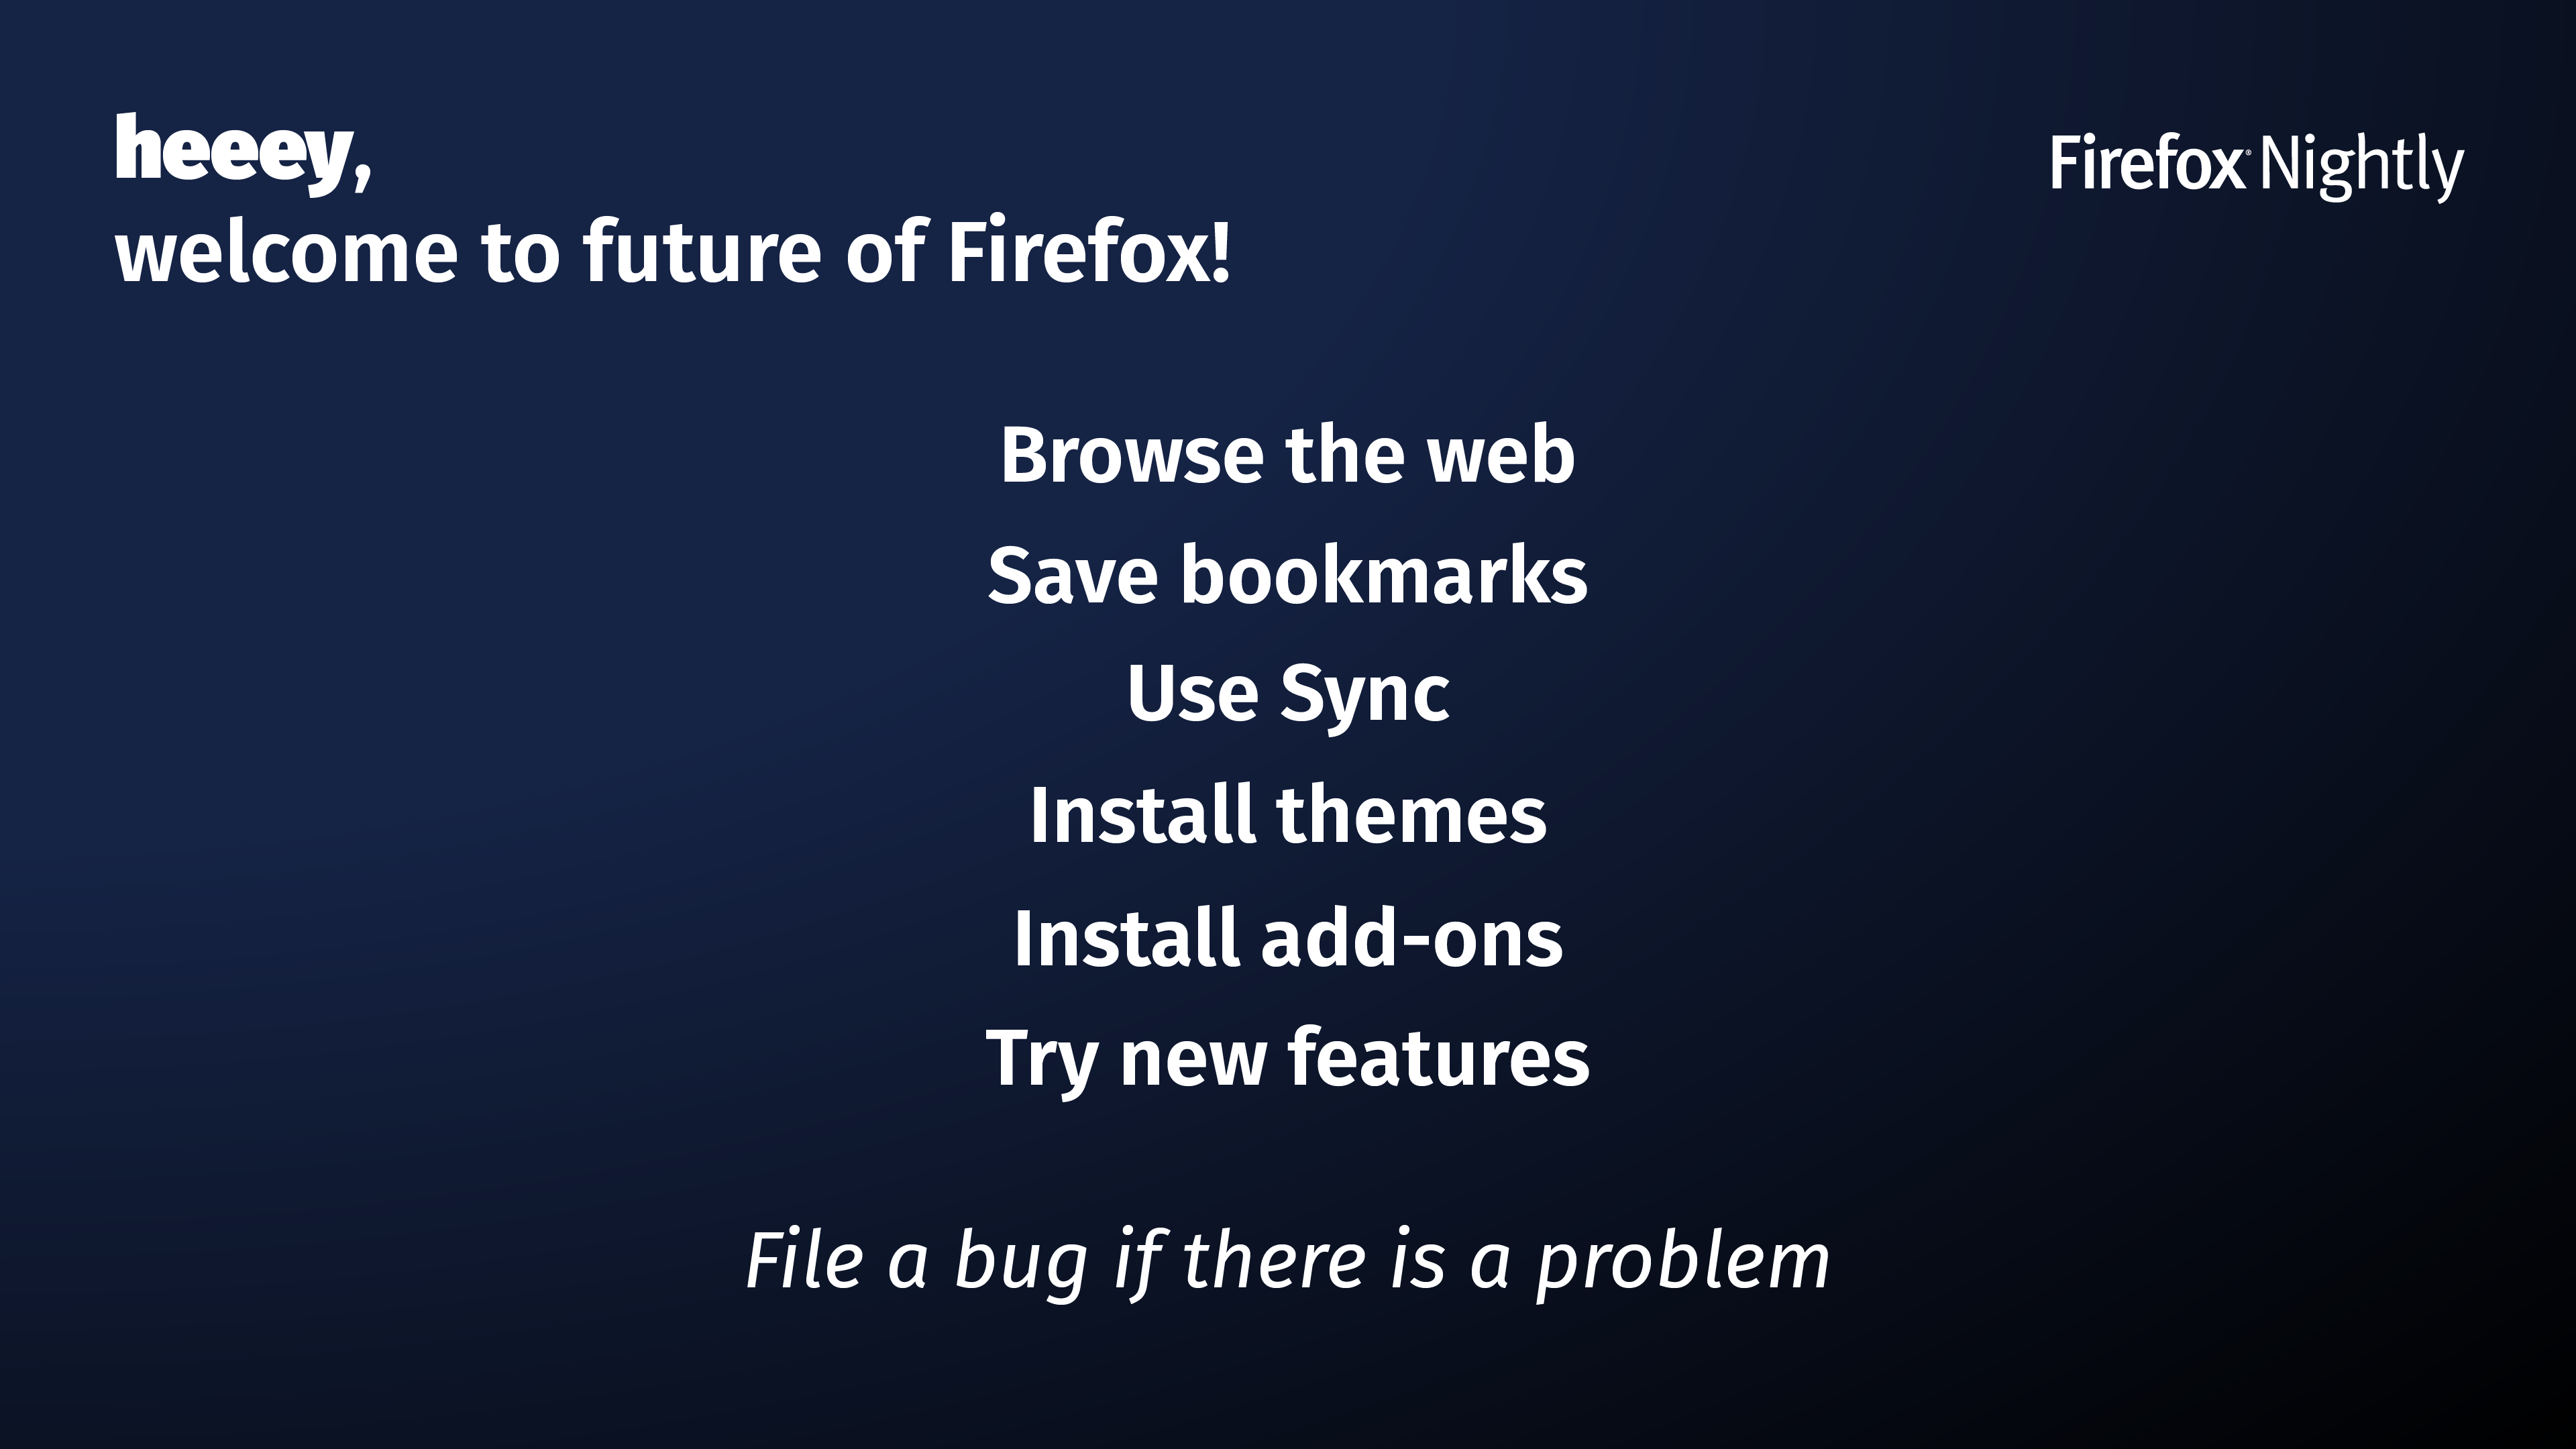 heeey,
welcome to future of Firefox!
Firefox® Nightly
Browse the web
Save bookmarks
Use Sync
Install themes
Install add-ons
Try new features
File a bug if there is a problem